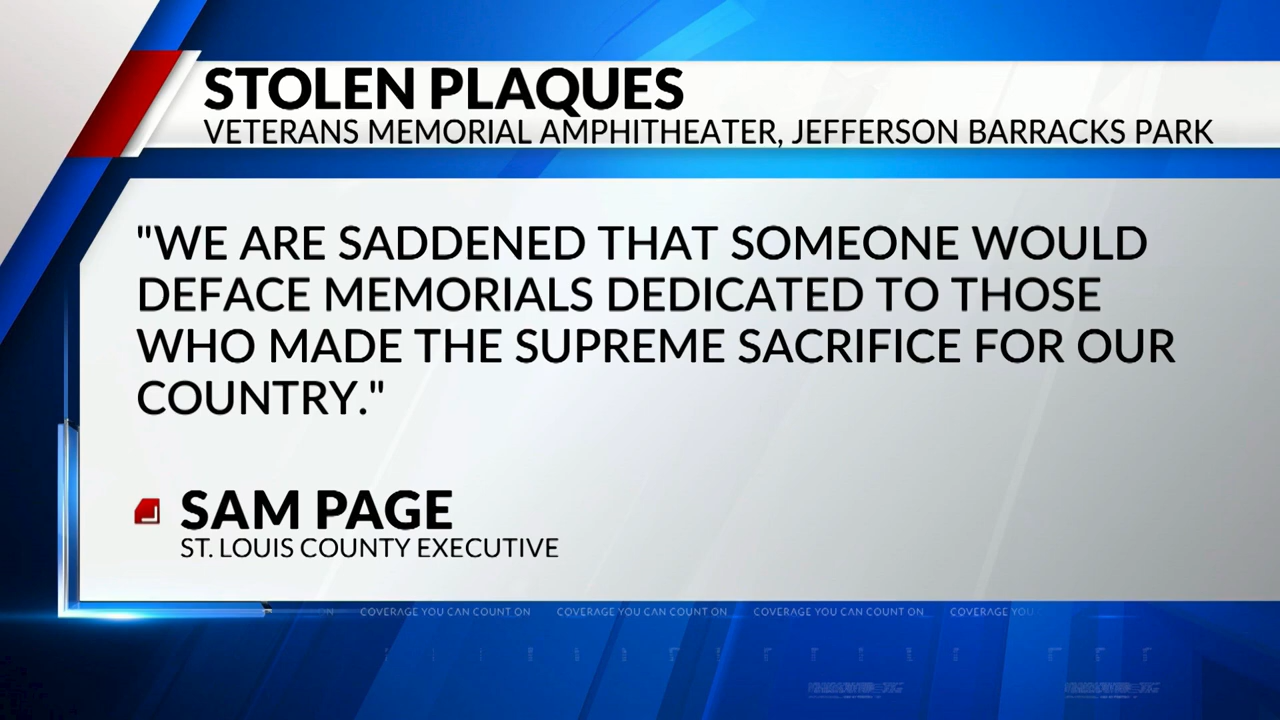 STOLEN PLAQUES
VETERANS MEMORIAL AMPHITHEATER, JEFFERSON BARRACKS PARK
"WE ARE SADDENED THAT SOMEONE WOULD
DEFACE MEMORIALS DEDICATED TO THOSE
WHO MADE THE SUPREME SACRIFICE FOR OUR
COUNTRY."
SAM PAGE
ST. LOUIS COUNTY EXECUTIVE
ON COVERAGE YOU CAN COUNT ON COVERAGE YOU CAN COUNT ON COVERAGE YOU CAN COUNT ON COVERAGE YOU